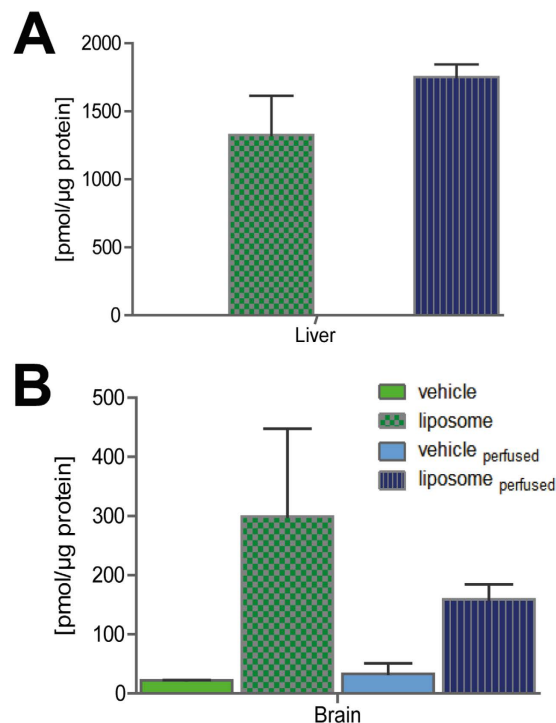 A
[pmol/µg protein]
2000
1500
1000
500
0
Liver
B
[pmol/µg protein]
500
400
300
200
100
0
vehicle
liposome
vehicle perfused
liposome perfused
Brain